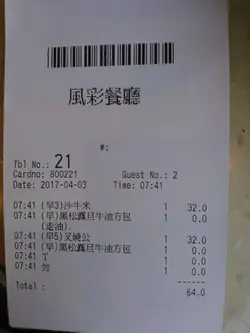 風彩餐廳
#:
Tbl No.: 21
Cardno: 800221 Guest No.: 2
Date: 2017-04-03 Time: 07:41
07:41 (早3)沙牛米 1 32.0
07:41 (早)黑松露旦牛油方包 1 0.0
(走油).
07:41 (早5)叉燒公 1 32.0
07:41 (早)黑松露旦牛油方包 1 0.0
07:41 T 1 0.0
07:41 匆 1 0.0
Total : 64.0